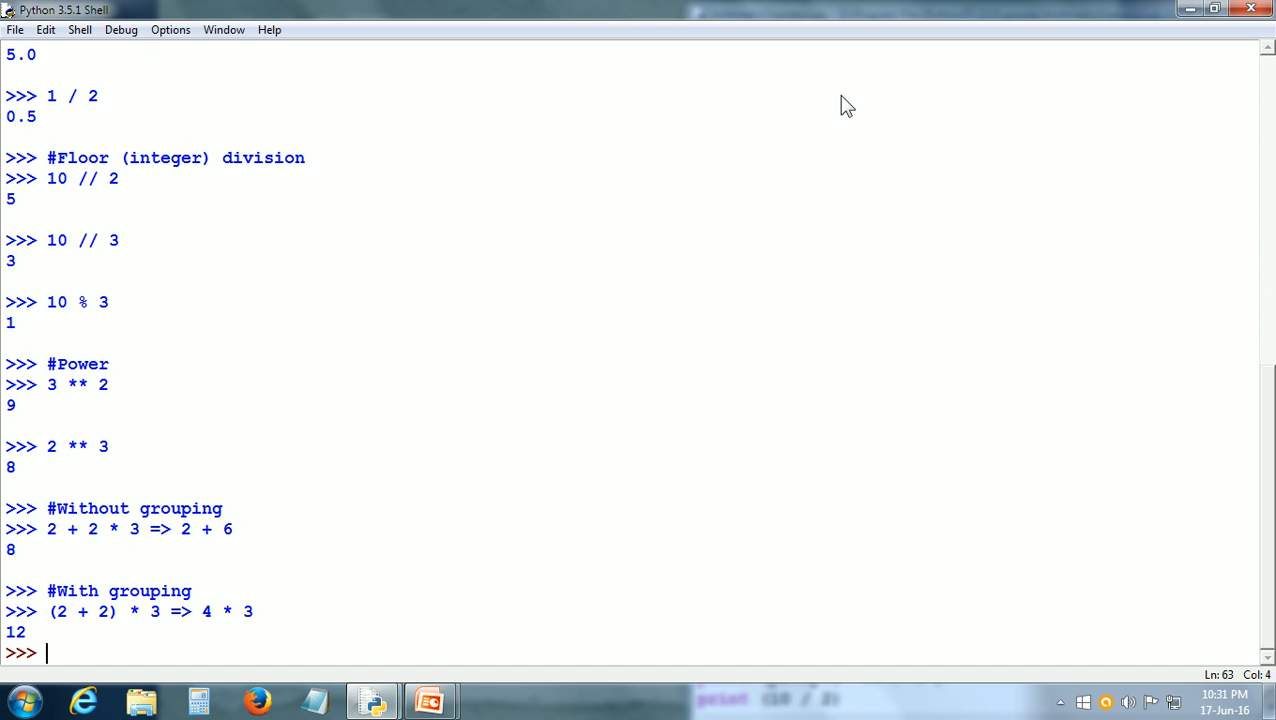 Python 3.5.1 Shell
File Edit Shell Debug Options Window Help
5.0
>>> 1 / 2
0.5
>>> #Floor (integer) division
>>> 10 // 2
5
>>> 10 // 3
3
>>> 10 % 3
1
>>> #Power
>>> 3 ** 2
9
>>> 2 ** 3
8
>>> #Without grouping
>>> 2 + 2 * 3 => 2 + 6
8
>>> #With grouping
>>> (2 + 2) * 3 => 4 * 3
12
>>>
Ln: 63 Col: 4
print (10 / 2)
10:31 PM
17-Jun-16